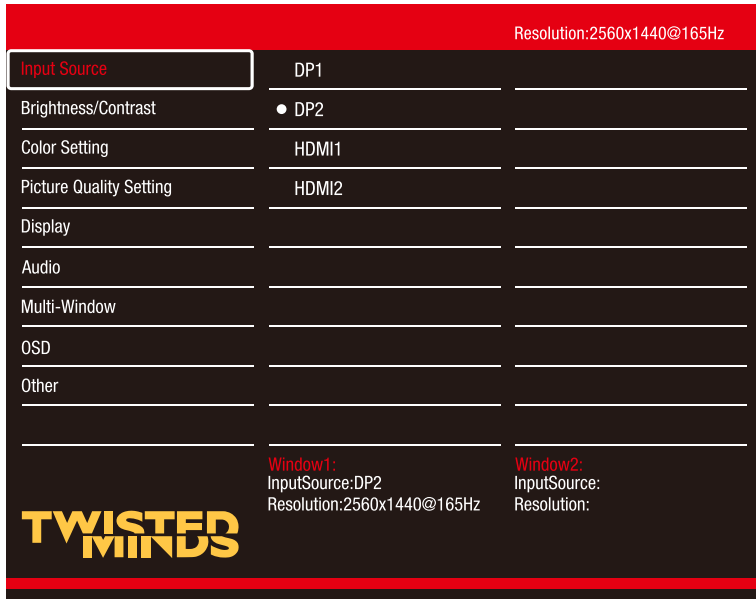 Resolution:2560x1440@165Hz
Input Source
DP1
Brightness/Contrast
DP2
Color Setting
HDMI1
Picture Quality Setting
HDMI2
Display
Audio
Multi-Window
OSD
Other
Window1:
InputSource:DP2
Resolution:2560x1440@165Hz
Window2:
InputSource:
Resolution:
TWISTED
MINDS